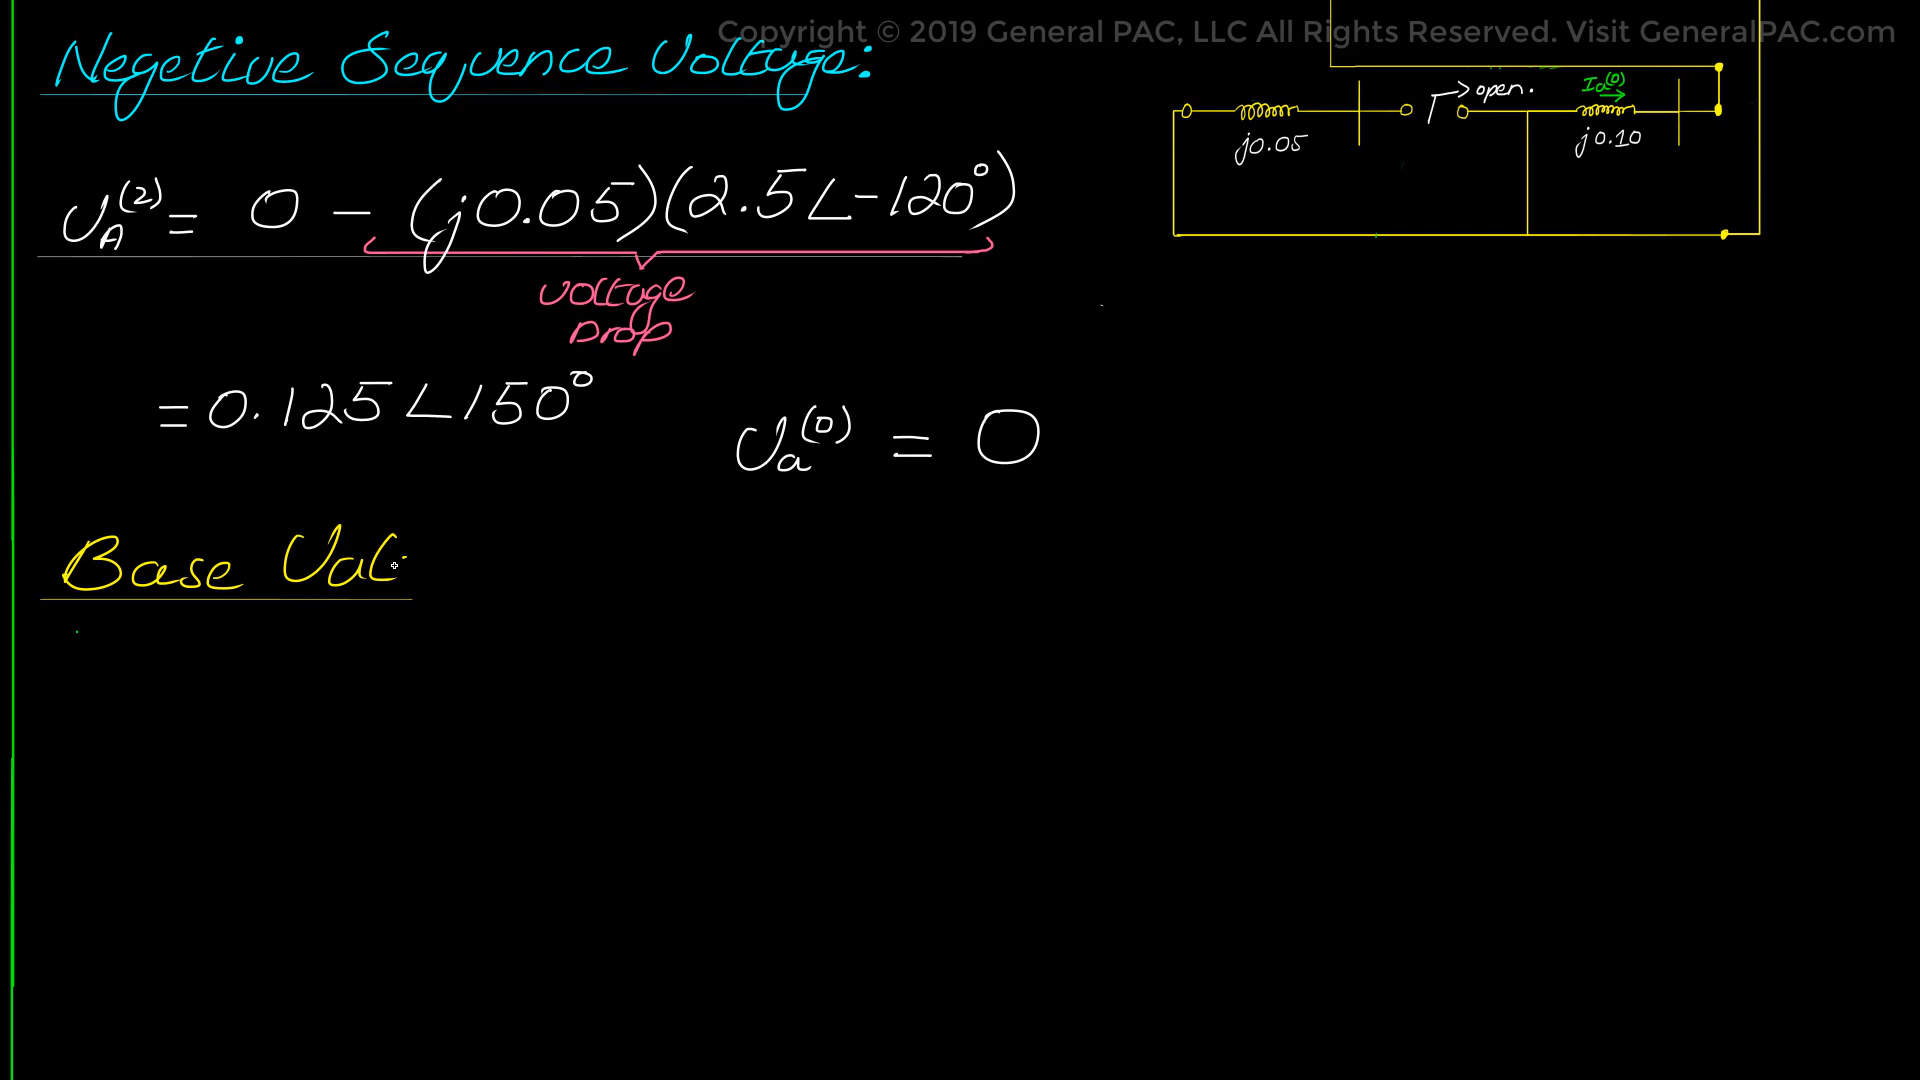 Copyright © 2019 General PAC, LLC All Rights Reserved. Visit GeneralPAC.com
Negetive Sequence Voltage:
open.
Ia(0)
j0.05
j0.10
VA(2) = 0 - (j0.05)(2.5∠-120°)
Voltage
Drop
= 0.125∠150°
Va(0) = 0
Base Val